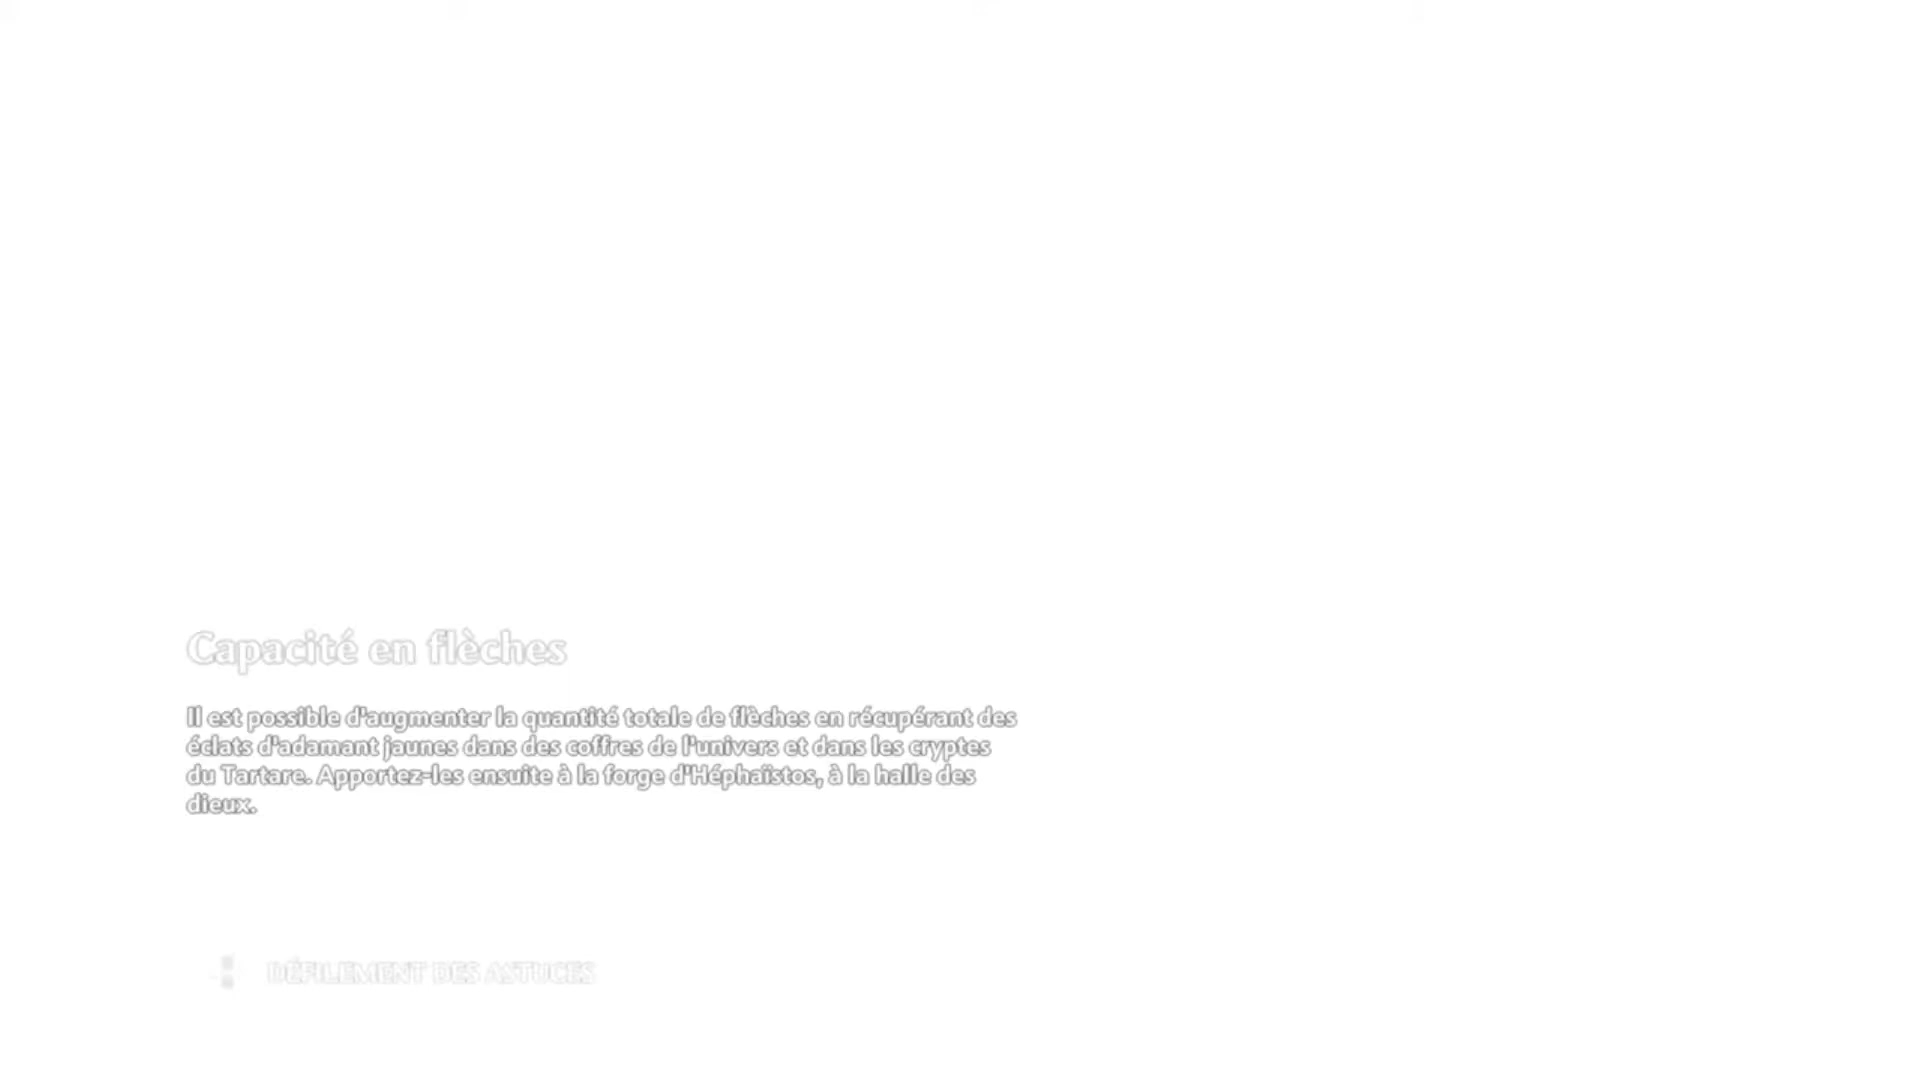 Capacité en flèches
Il est possible d'augmenter la quantité totale de flèches en récupérant des
éclats d'adamant jaunes dans des coffres de l'univers et dans les cryptes
du Tartare. Apportez-les ensuite à la forge d'Héphaïstos, à la halle des
dieux.
DÉFILEMENT DES ASTUCES